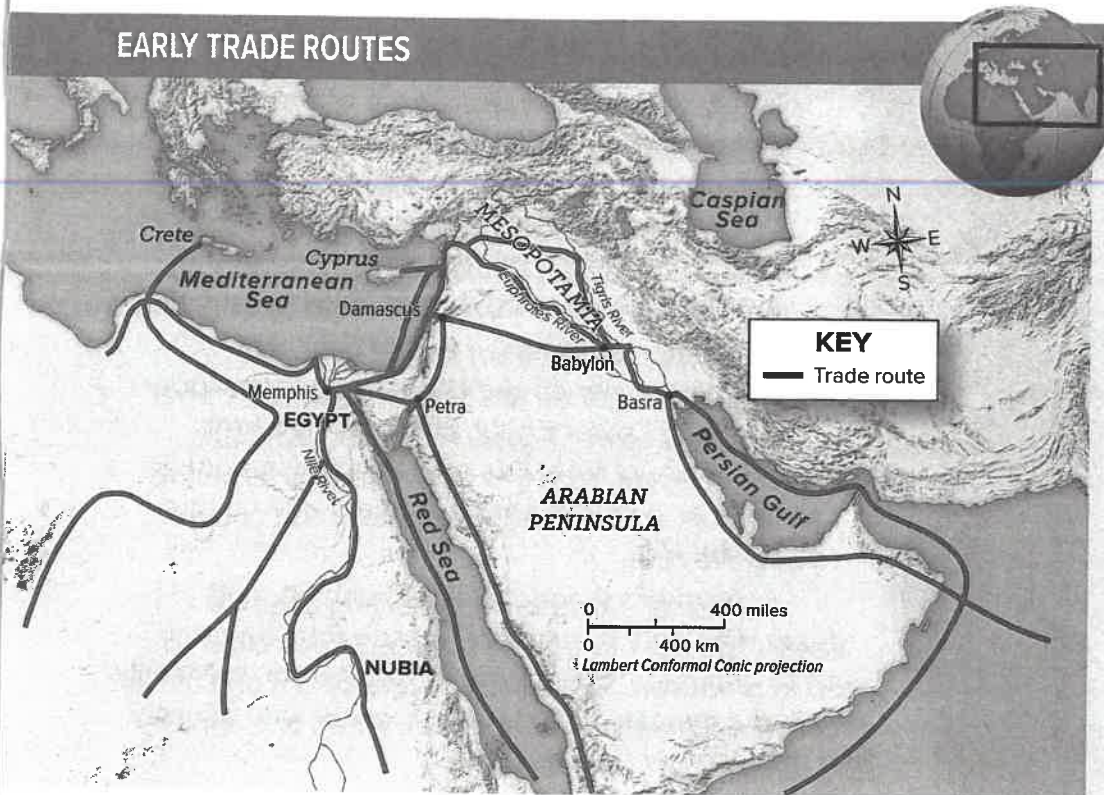 EARLY TRADE ROUTES
N
W E
S
Caspian
Sea
MESOPOTAMIA
Crete
Cyprus
Mediterranean
Sea
Tigris River
Euphrates River
Damascus
KEY
Trade route
Babylon
Memphis
EGYPT
Petra
Basra
Nile River
Persian Gulf
Red Sea
ARABIAN
PENINSULA
0 400 miles
0 400 km
Lambert Conformal Conic projection
NUBIA